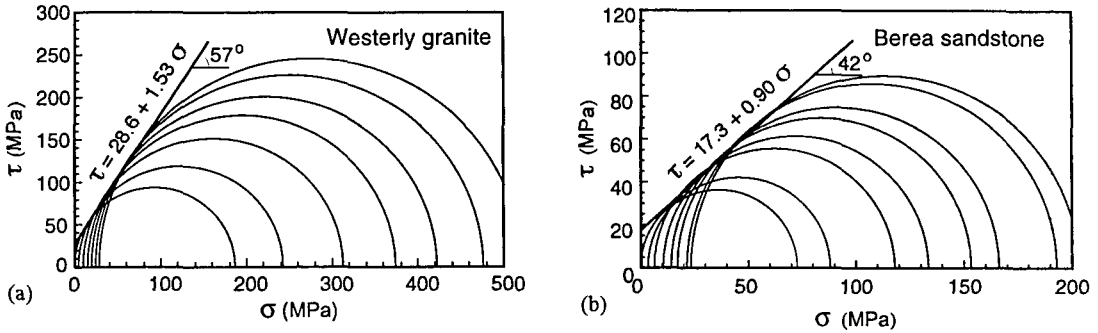 300
250
200
150
100
50
0
τ (MPa)
τ = 28.6 + 1.53 σ
57°
Westerly granite
0
100
200
300
400
500
σ (MPa)
(a)
120
100
80
60
40
20
0
τ (MPa)
τ = 17.3 + 0.90 σ
42°
Berea sandstone
0
50
100
150
200
σ (MPa)
(b)